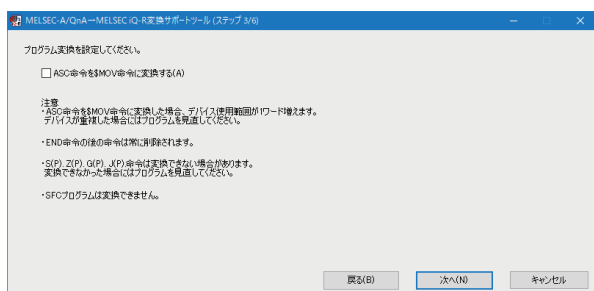 MELSEC-A/QnA→MELSEC iQ-R変換サポートツール (ステップ 3/6)
プログラム変換を設定してください。
ASC命令を$MOV命令に変換する(A)
注意
・ASC命令を$MOV命令に変換した場合、デバイス使用範囲が1ワード増えます。
デバイスが重複した場合にはプログラムを見直してください。
・END命令の後の命令は常に削除されます。
・S(P). Z(P). G(P). J(P).命令は変換できない場合があります。
変換できなかった場合にはプログラムを見直してください。
・SFCプログラムは変換できません。
戻る(B) 次へ(N) キャンセル